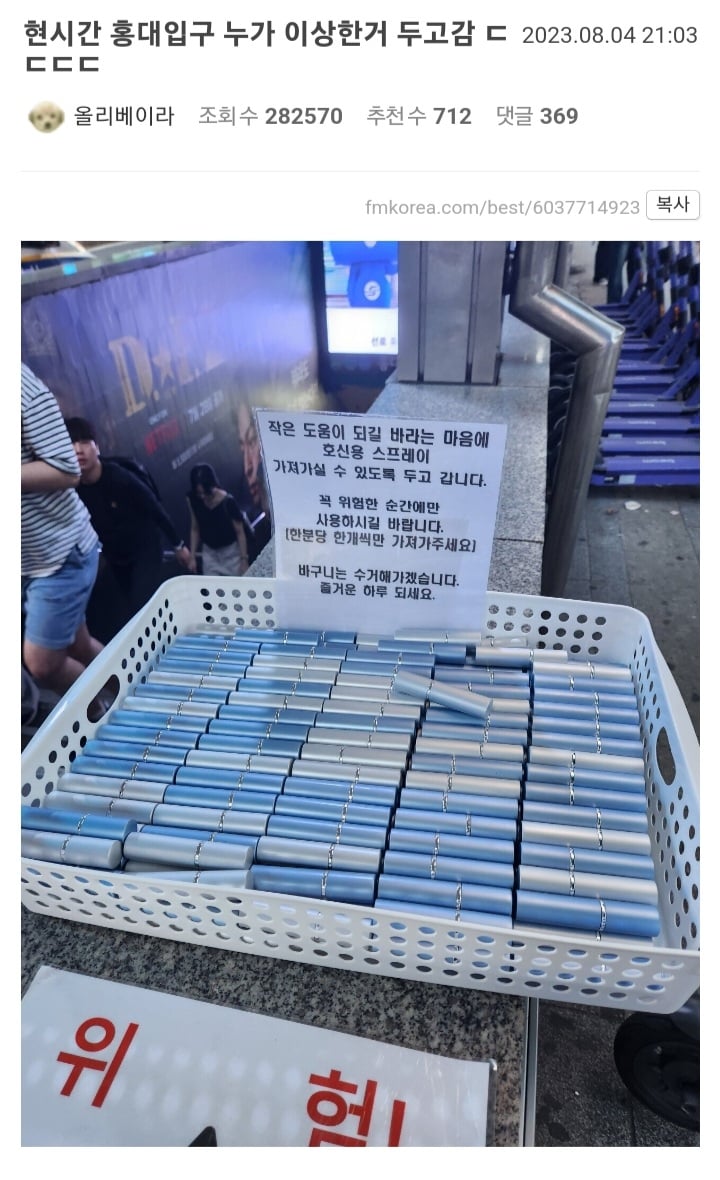 현시간 홍대입구 누가 이상한거 두고감 ㄷ
ㄷㄷㄷ
2023.08.04 21:03
올리베이라 조회수 282570 추천수 712 댓글 369
fmkorea.com/best/6037714923 복사
D.P.
작은 도움이 되길 바라는 마음에
호신용 스프레이
가져가실 수 있도록 두고 갑니다.
꼭 위험한 순간에만
사용하시길 바랍니다.
(한분당 한개씩만 가져가주세요)
바구니는 수거해가겠습니다.
즐거운 하루 되세요.
위험!